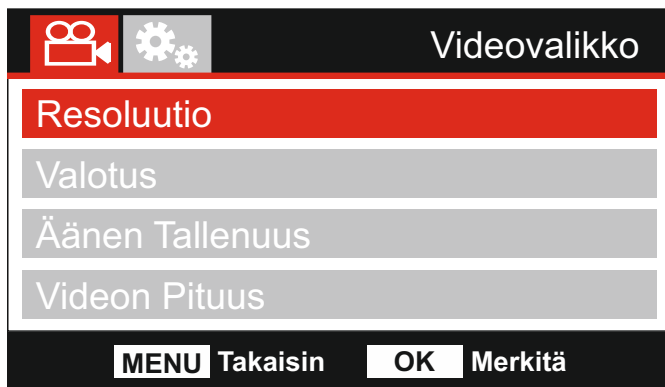 Videovalikko
Resoluutio
Valotus
Äänen Tallenuus
Videon Pituus
MENU Takaisin OK Merkitä